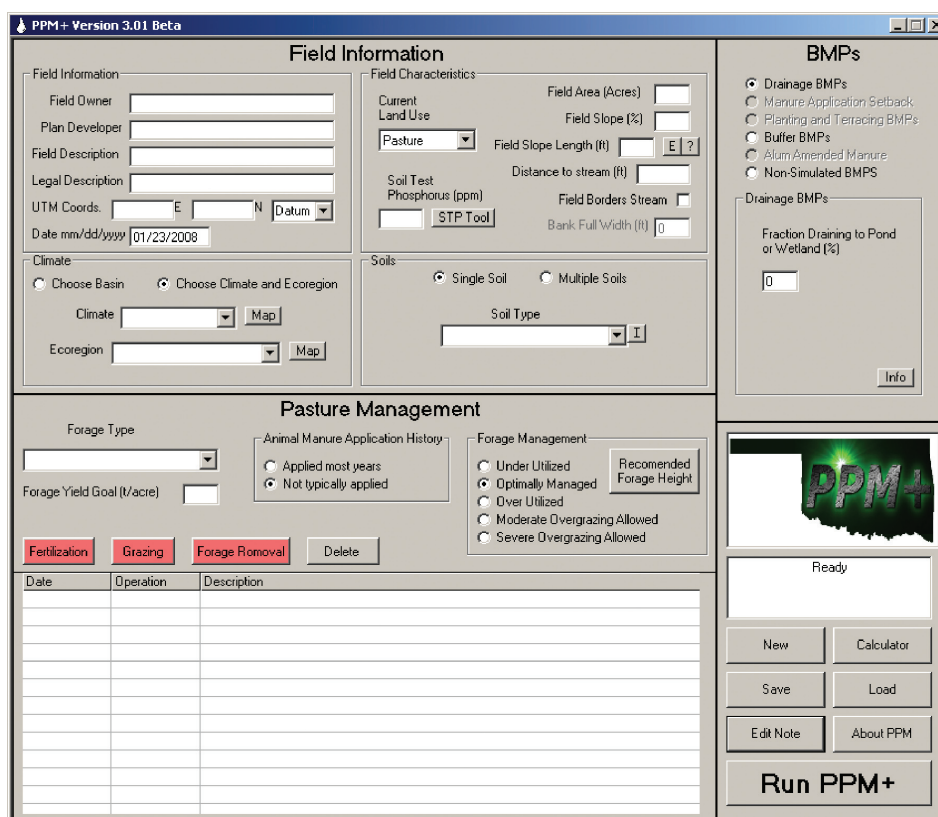 PPM+ Version 3.01 Beta
Field Information
Field Information
Field Owner
Plan Developer
Field Description
Legal Description
UTM Coords. E N Datum
Date mm/dd/yyyy 01/23/2008
Field Characteristics
Current
Land Use
Pasture
Soil Test
Phosphorus (ppm)
STP Tool
Field Area (Acres)
Field Slope (%)
Field Slope Length (ft) E ?
Distance to stream (ft)
Field Borders Stream
Bank Full Width (ft) 0
Climate
Choose Basin Choose Climate and Ecoregion
Climate Map
Ecoregion Map
Soils
Single Soil Multiple Soils
Soil Type
I
BMPs
Drainage BMPs
Manure Application Setback
Planting and Terracing BMPs
Buffer BMPs
Alum Amended Manure
Non-Simulated BMPS
Drainage BMPs
Fraction Draining to Pond
or Wetland (%)
0
Info
Pasture Management
Forage Type
Forage Yield Goal (t/acre)
Animal Manure Application History
Applied most years
Not typically applied
Forage Management
Under Utilized
Optimally Managed
Over Utilized
Moderate Overgrazing Allowed
Severe Overgrazing Allowed
Recomended
Forage Height
Fertilization Grazing Forage Romoval Delete
Date Operation Description
PPM+
Ready
New Calculator
Save Load
Edit Note About PPM
Run PPM+